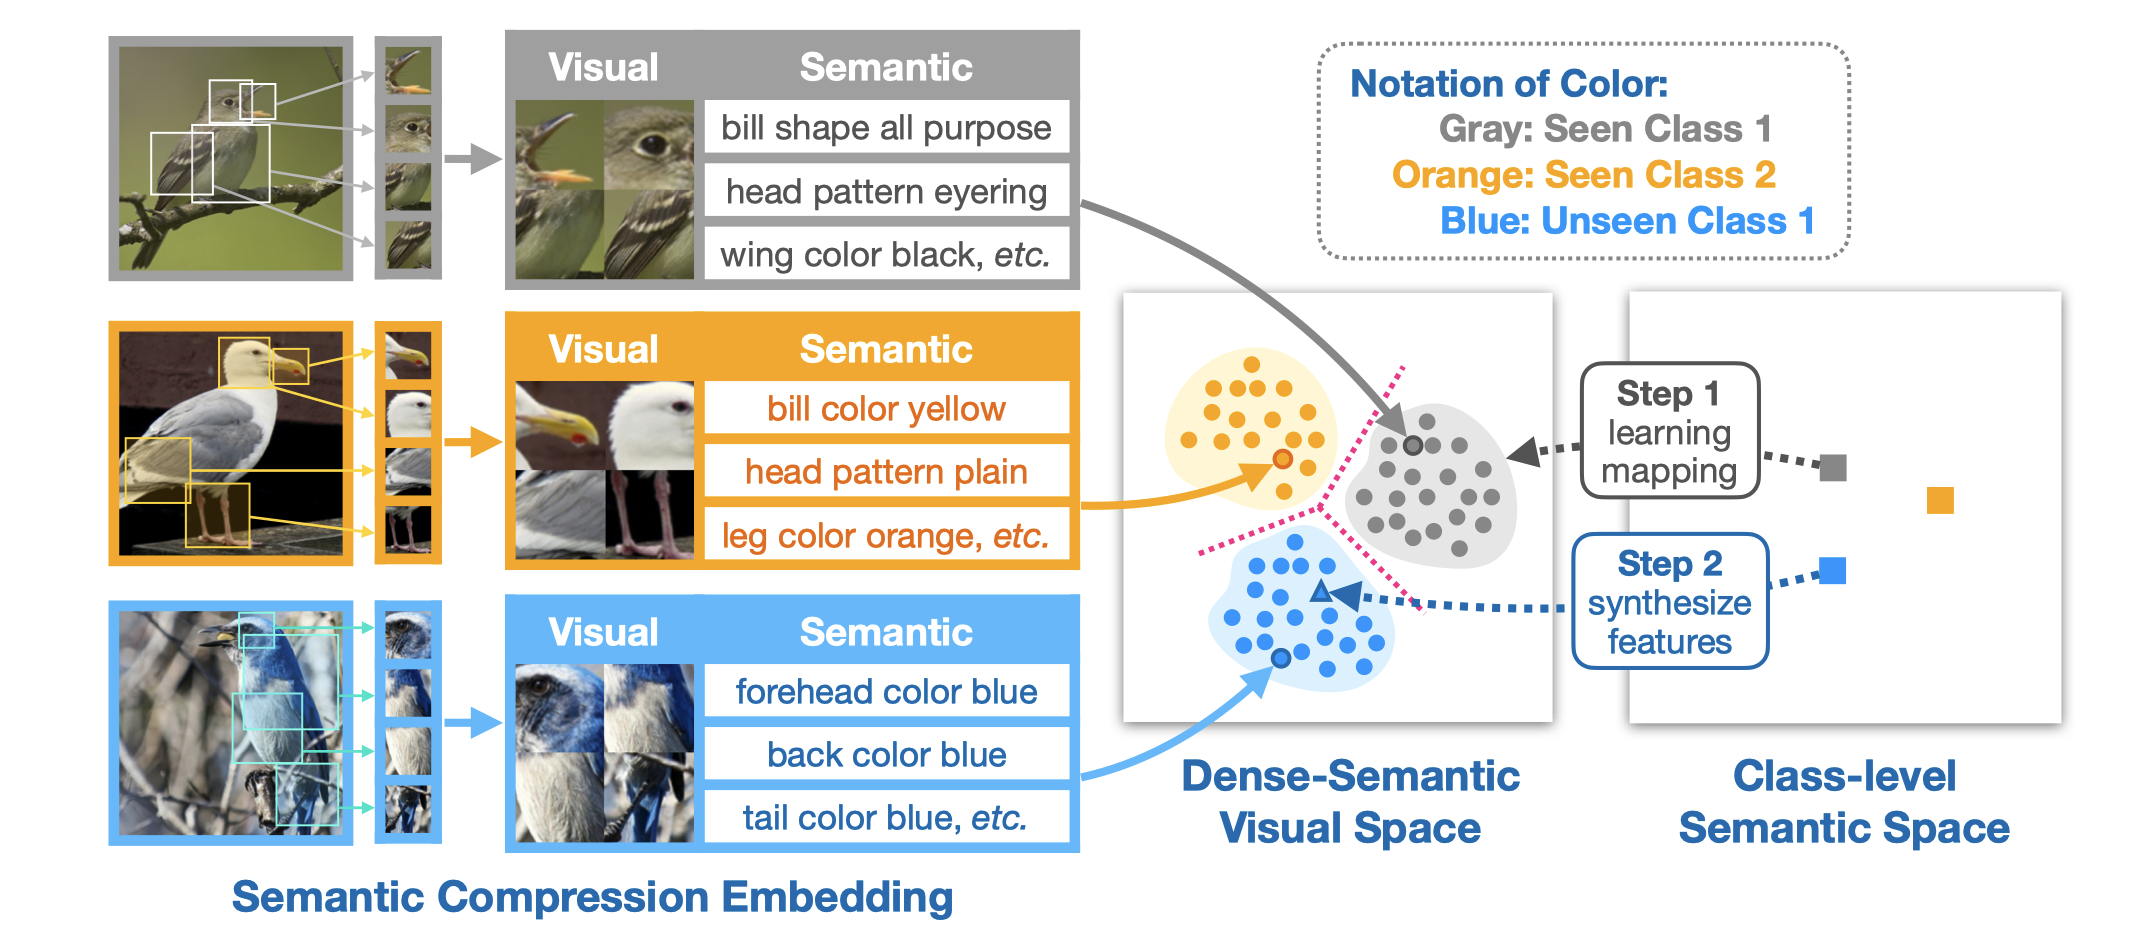 Visual Semantic
bill shape all purpose
head pattern eyering
wing color black, etc.
Visual Semantic
bill color yellow
head pattern plain
leg color orange, etc.
Visual Semantic
forehead color blue
back color blue
tail color blue, etc.
Semantic Compression Embedding
Notation of Color:
Gray: Seen Class 1
Orange: Seen Class 2
Blue: Unseen Class 1
Step 1
learning
mapping
Step 2
synthesize
features
Dense-Semantic
Visual Space
Class-level
Semantic Space